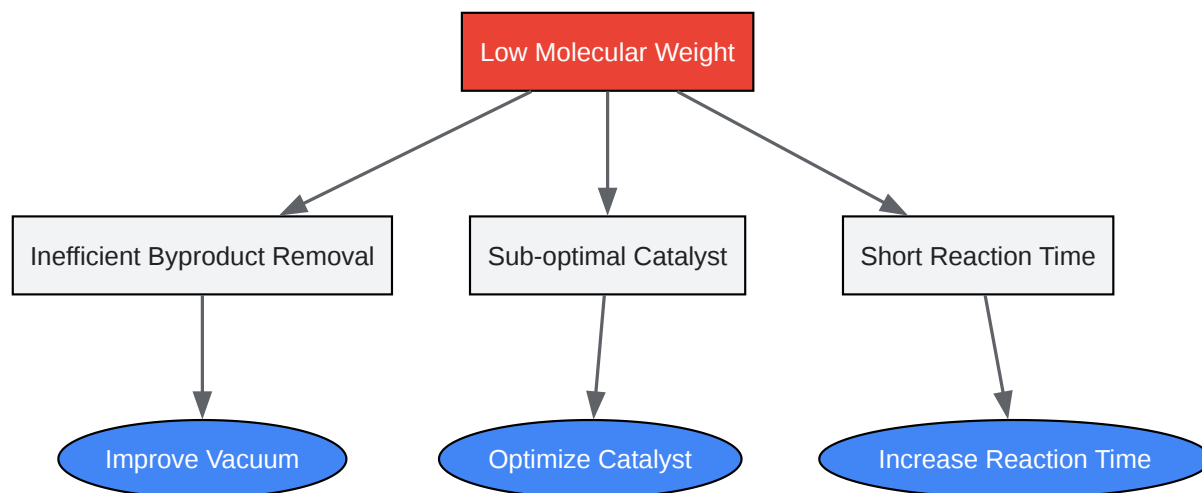 Low Molecular Weight
Inefficient Byproduct Removal
Sub-optimal Catalyst
Short Reaction Time
Improve Vacuum
Optimize Catalyst
Increase Reaction Time